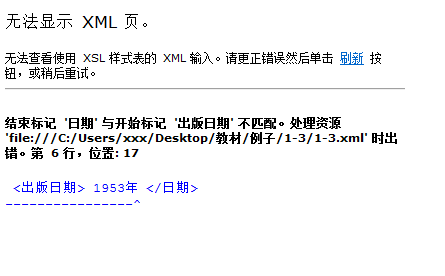 无法显示 XML 页。
无法查看使用 XSL 样式表的 XML 输入。请更正错误然后单击 刷新 按
钮，或稍后重试。
结束标记 '日期' 与开始标记 '出版日期' 不匹配。处理资源
'file:///C:/Users/xxx/Desktop/教材/例子/1-3/1-3.xml' 时出
错。第 6 行，位置: 17
<出版日期> 1953年 </日期>
----------------^